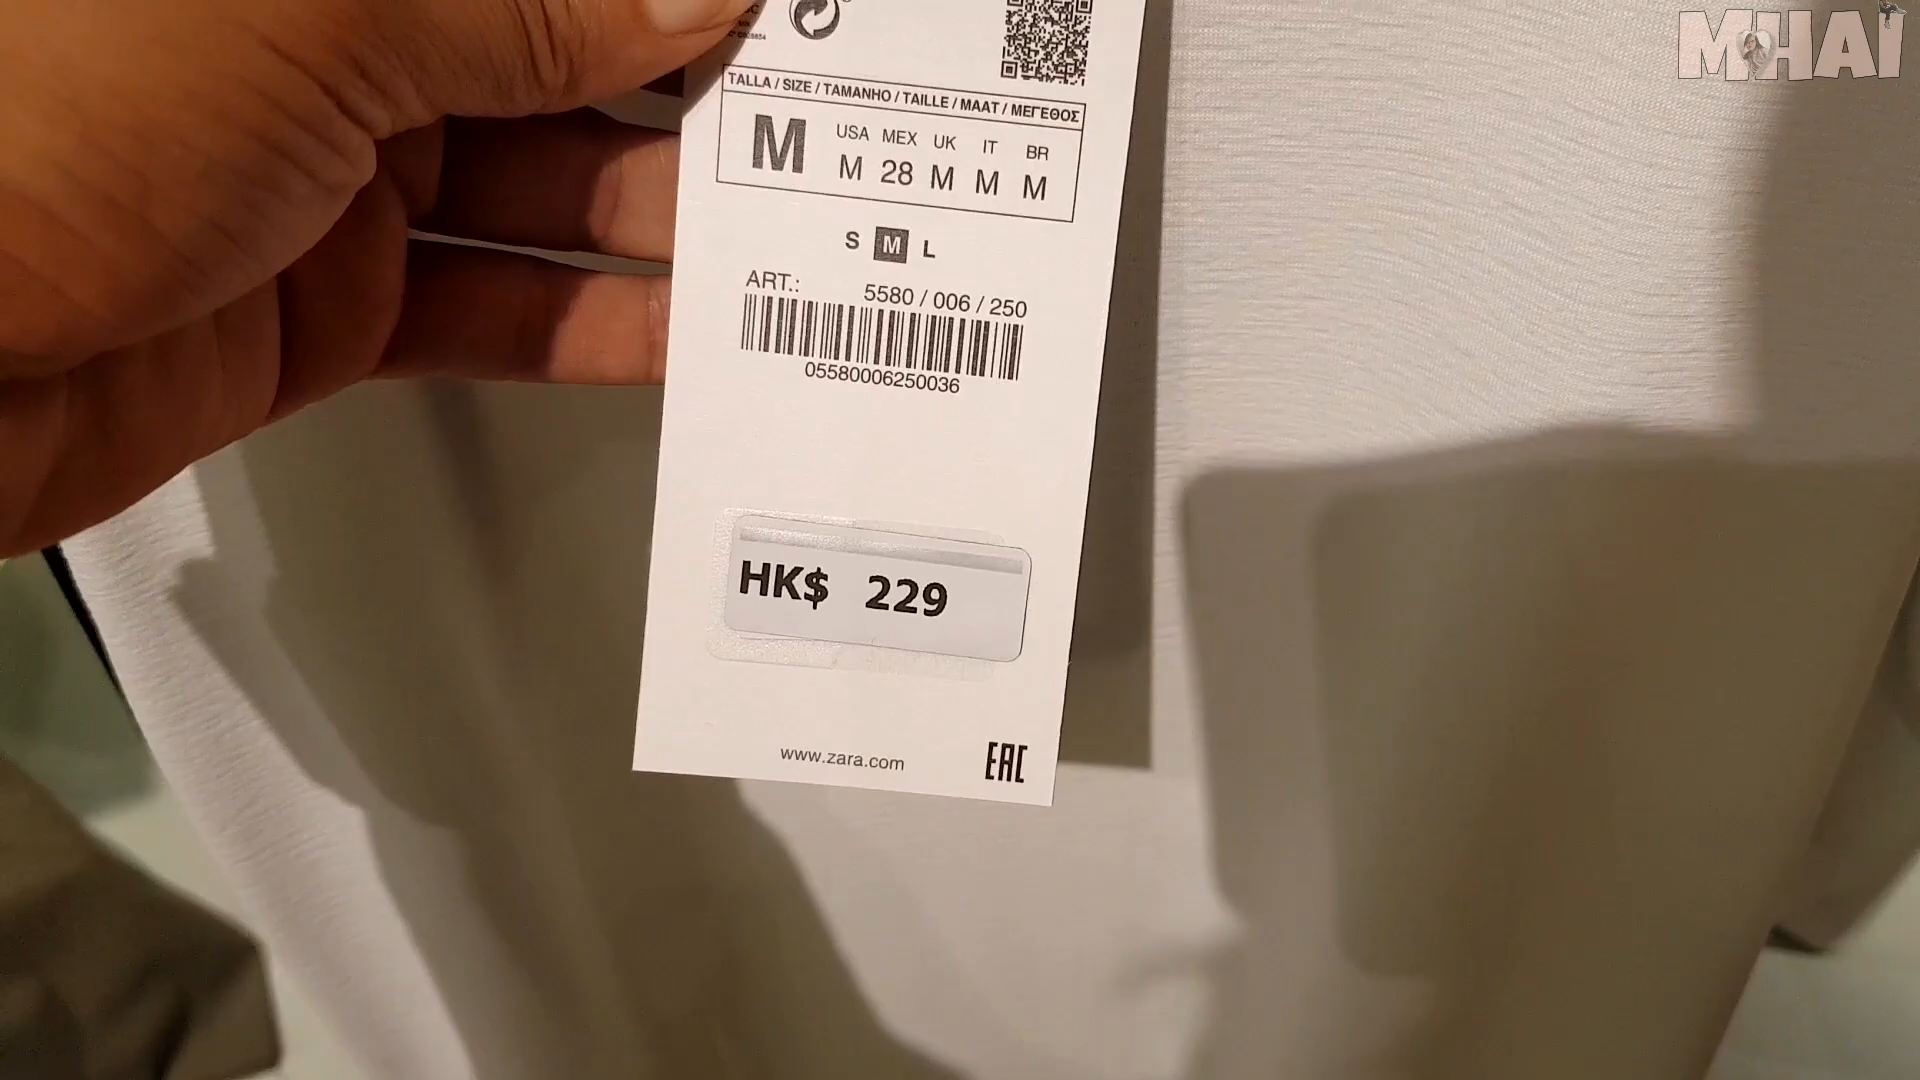 MHAI
TALLA / SIZE / TAMANHO / TAILLE / MAAT / ΜΕΓΕΘΟΣ
M
USA MEX UK IT BR
M 28 M M M
S M L
ART.: 5580 / 006 / 250
05580006250036
HK$ 229
www.zara.com
EAC